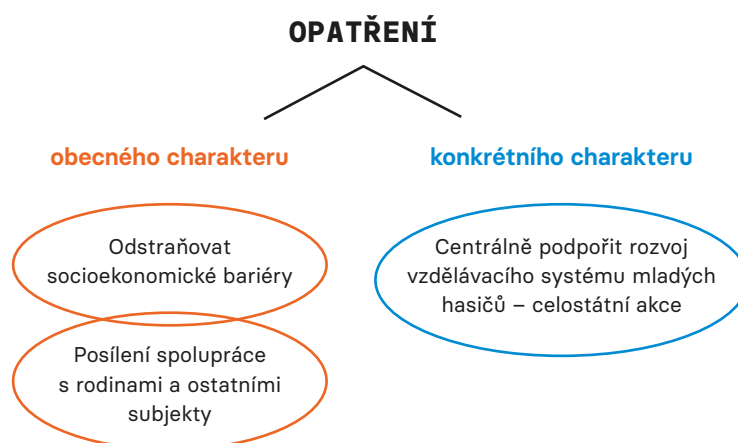 OPATŘENÍ
obecného charakteru
konkrétního charakteru
Odstraňovat
socioekonomické bariéry
Centrálně podpořit rozvoj
vzdělávacího systému mladých
hasičů – celostátní akce
Posílení spolupráce
s rodinami a ostatními
subjekty